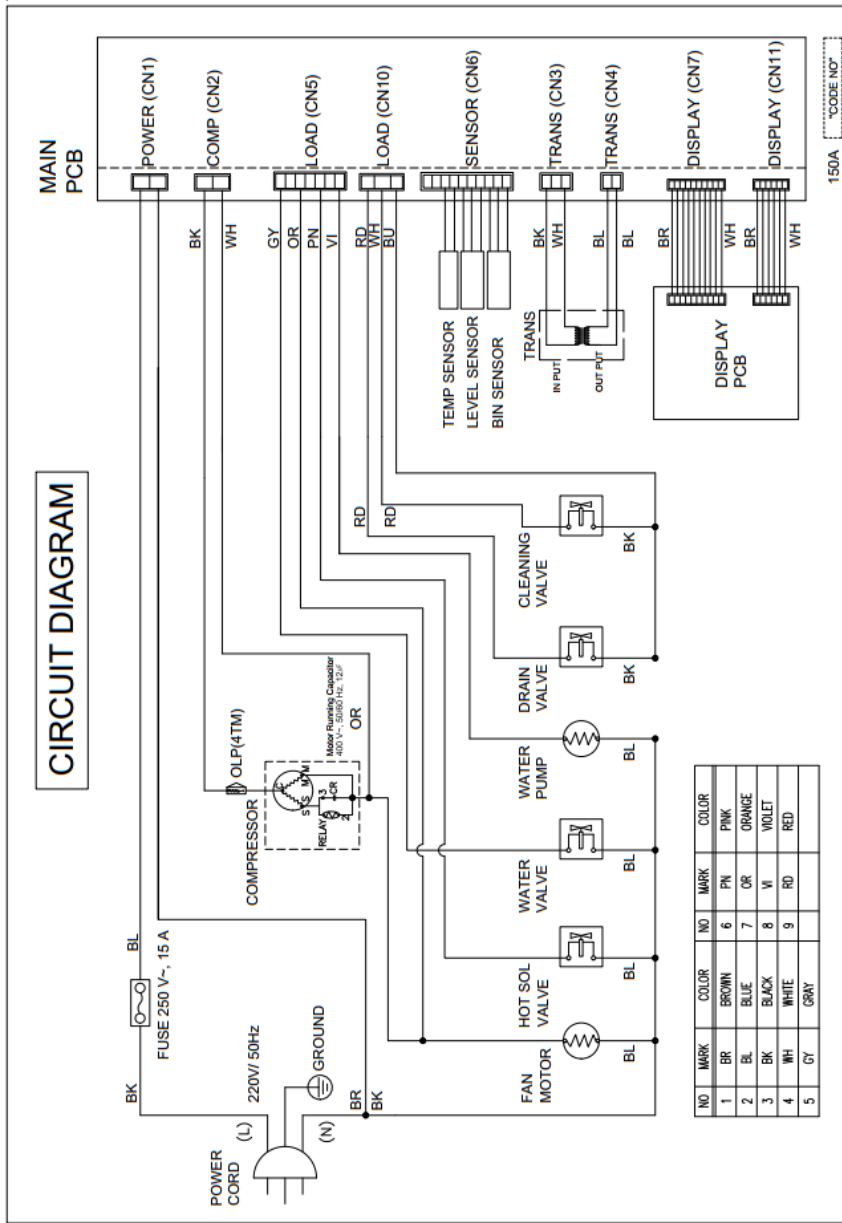 CIRCUIT DIAGRAM
MAIN
PCB
POWER (CN1)
COMP (CN2)
LOAD (CN5)
LOAD (CN10)
SENSOR (CN6)
TRANS (CN3)
TRANS (CN4)
DISPLAY (CN7)
DISPLAY (CN11)
150A
"CODE NO"
BK
WH
GY
OR
PN
VI
RD
WH
BU
BK
WH
BL
BL
BR
WH
BR
WH
TEMP SENSOR
LEVEL SENSOR
BIN SENSOR
TRANS
IN PUT
OUT PUT
DISPLAY
PCB
RD
RD
POWER
CORD
(L)
(N)
220V/ 50Hz
GROUND
BK
BL
FUSE 250 V~, 15 A
BR
BK
COMPRESSOR
OLP(4TM)
C
S
M
S
M
RELAY
3
2
CR
Motor Running Capacitor
400 V~, 50/60 Hz, 12㎌
OR
FAN
MOTOR
BL
HOT SOL
VALVE
BL
WATER
VALVE
BL
WATER
PUMP
BL
DRAIN
VALVE
BK
CLEANING
VALVE
BK
NO MARK COLOR NO MARK COLOR
1 BR BROWN 6 PN PINK
2 BL BLUE 7 OR ORANGE
3 BK BLACK 8 VI VIOLET
4 WH WHITE 9 RD RED
5 GY GRAY